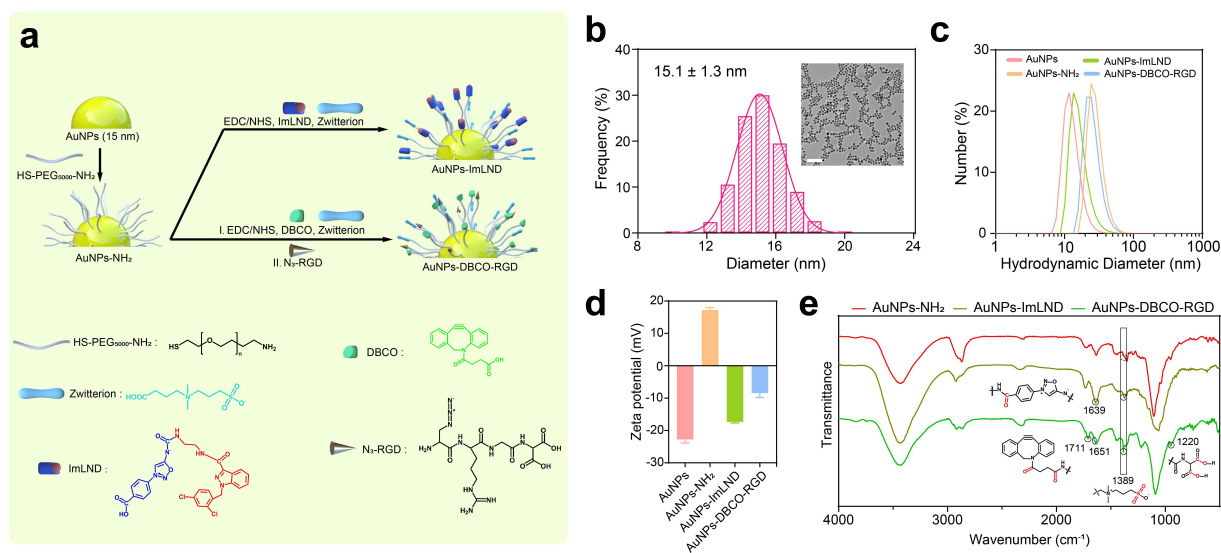 a
AuNPs (15 nm)
HS-PEG₅₀₀₀-NH₂
AuNPs-NH₂
EDC/NHS, ImLND, Zwitterion
AuNPs-ImLND
I. EDC/NHS, DBCO, Zwitterion
II. N₃-RGD
AuNPs-DBCO-RGD
HS-PEG₅₀₀₀-NH₂ :
HS
O
n
NH₂
DBCO :
N
O
O
OH
Zwitterion :
HOOC
N⁺
S
O
O
O⁻
ImLND :
O
C
NH
N⁻
HN
O
C
N
N
N⁺
N
O
Cl
Cl
O
C
HO
N₃-RGD :
N
N⁺
N
H₂N
O
H
N
O
N
H
O
H
N
O
OH
O
OH
HN
NH
H₂N
b
15.1 ± 1.3 nm
Frequency (%)
40
30
20
10
0
8
12
16
20
24
Diameter (nm)
c
AuNPs
AuNPs-ImLND
AuNPs-NH₂
AuNPs-DBCO-RGD
Number (%)
30
20
10
0
1
10
100
1000
Hydrodynamic Diameter (nm)
d
Zeta potential (mV)
20
10
0
-10
-20
-30
AuNPs
AuNPs-NH₂
AuNPs-ImLND
AuNPs-DBCO-RGD
e
AuNPs-NH₂
AuNPs-ImLND
AuNPs-DBCO-RGD
Transmittance
1639
1711
1651
1389
1220
4000
3000
2000
1000
Wavenumber (cm⁻¹)